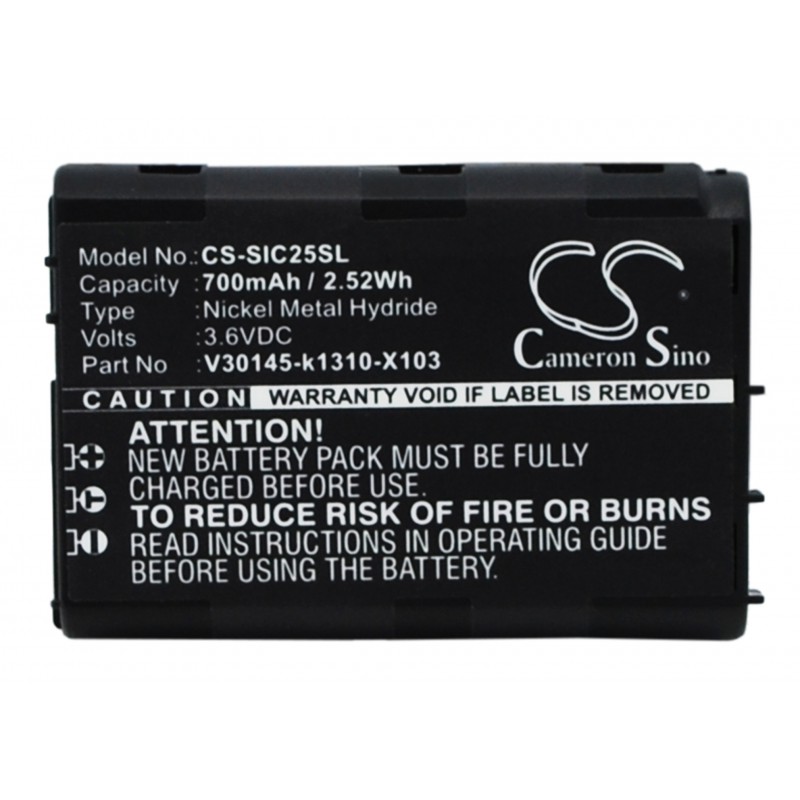 Model No.: CS-SIC25SL
Capacity : 700mAh / 2.52Wh
Type : Nickel Metal Hydride
Volts : 3.6VDC
Part No : V30145-k1310-X103
CS
Cameron Sino
CAUTION WARRANTY VOID IF LABEL IS REMOVED
ATTENTION!
NEW BATTERY PACK MUST BE FULLY
CHARGED BEFORE USE.
TO REDUCE RISK OF FIRE OR BURNS
READ INSTRUCTIONS IN OPERATING GUIDE
BEFORE USING THE BATTERY.